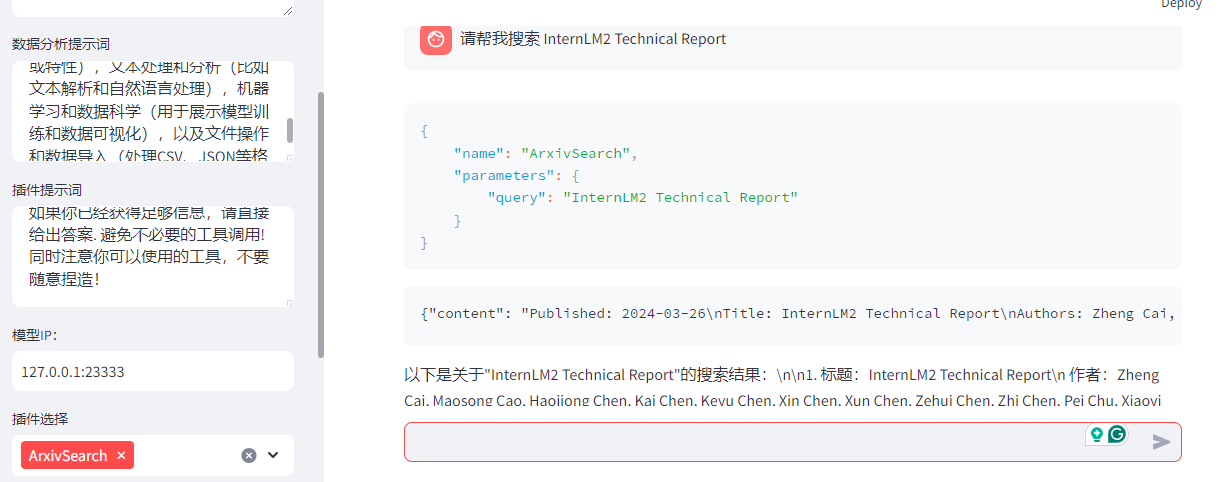 Deploy
数据分析提示词
或特性），文本处理和分析（比如
文本解析和自然语言处理），机器
学习和数据科学（用于展示模型训
练和数据可视化），以及文件操作
和数据导入（处理CSV、JSON等格
插件提示词
如果你已经获得足够信息，请直接
给出答案. 避免不必要的工具调用!
同时注意你可以使用的工具，不要
随意捏造！
模型IP：
127.0.0.1:23333
插件选择
ArxivSearch
请帮我搜索 InternLM2 Technical Report
{
"name": "ArxivSearch",
"parameters": {
"query": "InternLM2 Technical Report"
}
}
{"content": "Published: 2024-03-26\nTitle: InternLM2 Technical Report\nAuthors: Zheng Cai,
以下是关于"InternLM2 Technical Report"的搜索结果：\n\n1. 标题：InternLM2 Technical Report\n 作者：Zheng
Cai, Maosong Cao, Haojiong Chen, Kai Chen, Keyu Chen, Xin Chen, Xun Chen, Zehui Chen, Zhi Chen, Pei Chu, Xiaoyi